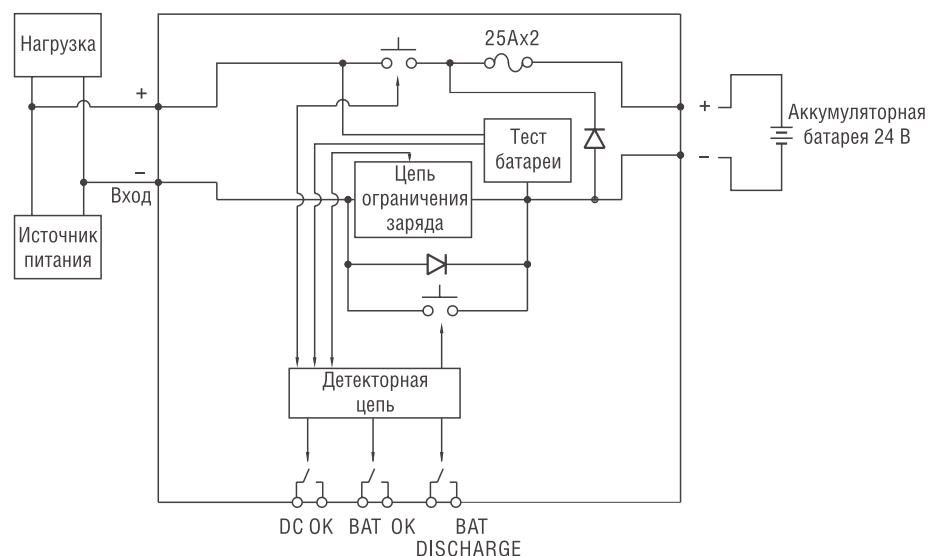 Нагрузка
25Ax2
+
+
Аккумуляторная
батарея 24 В
Тест
батареи
−
−
Вход
Цепь
ограничения
заряда
Источник
питания
Детекторная
цепь
DC OK
BAT OK
BAT
DISCHARGE